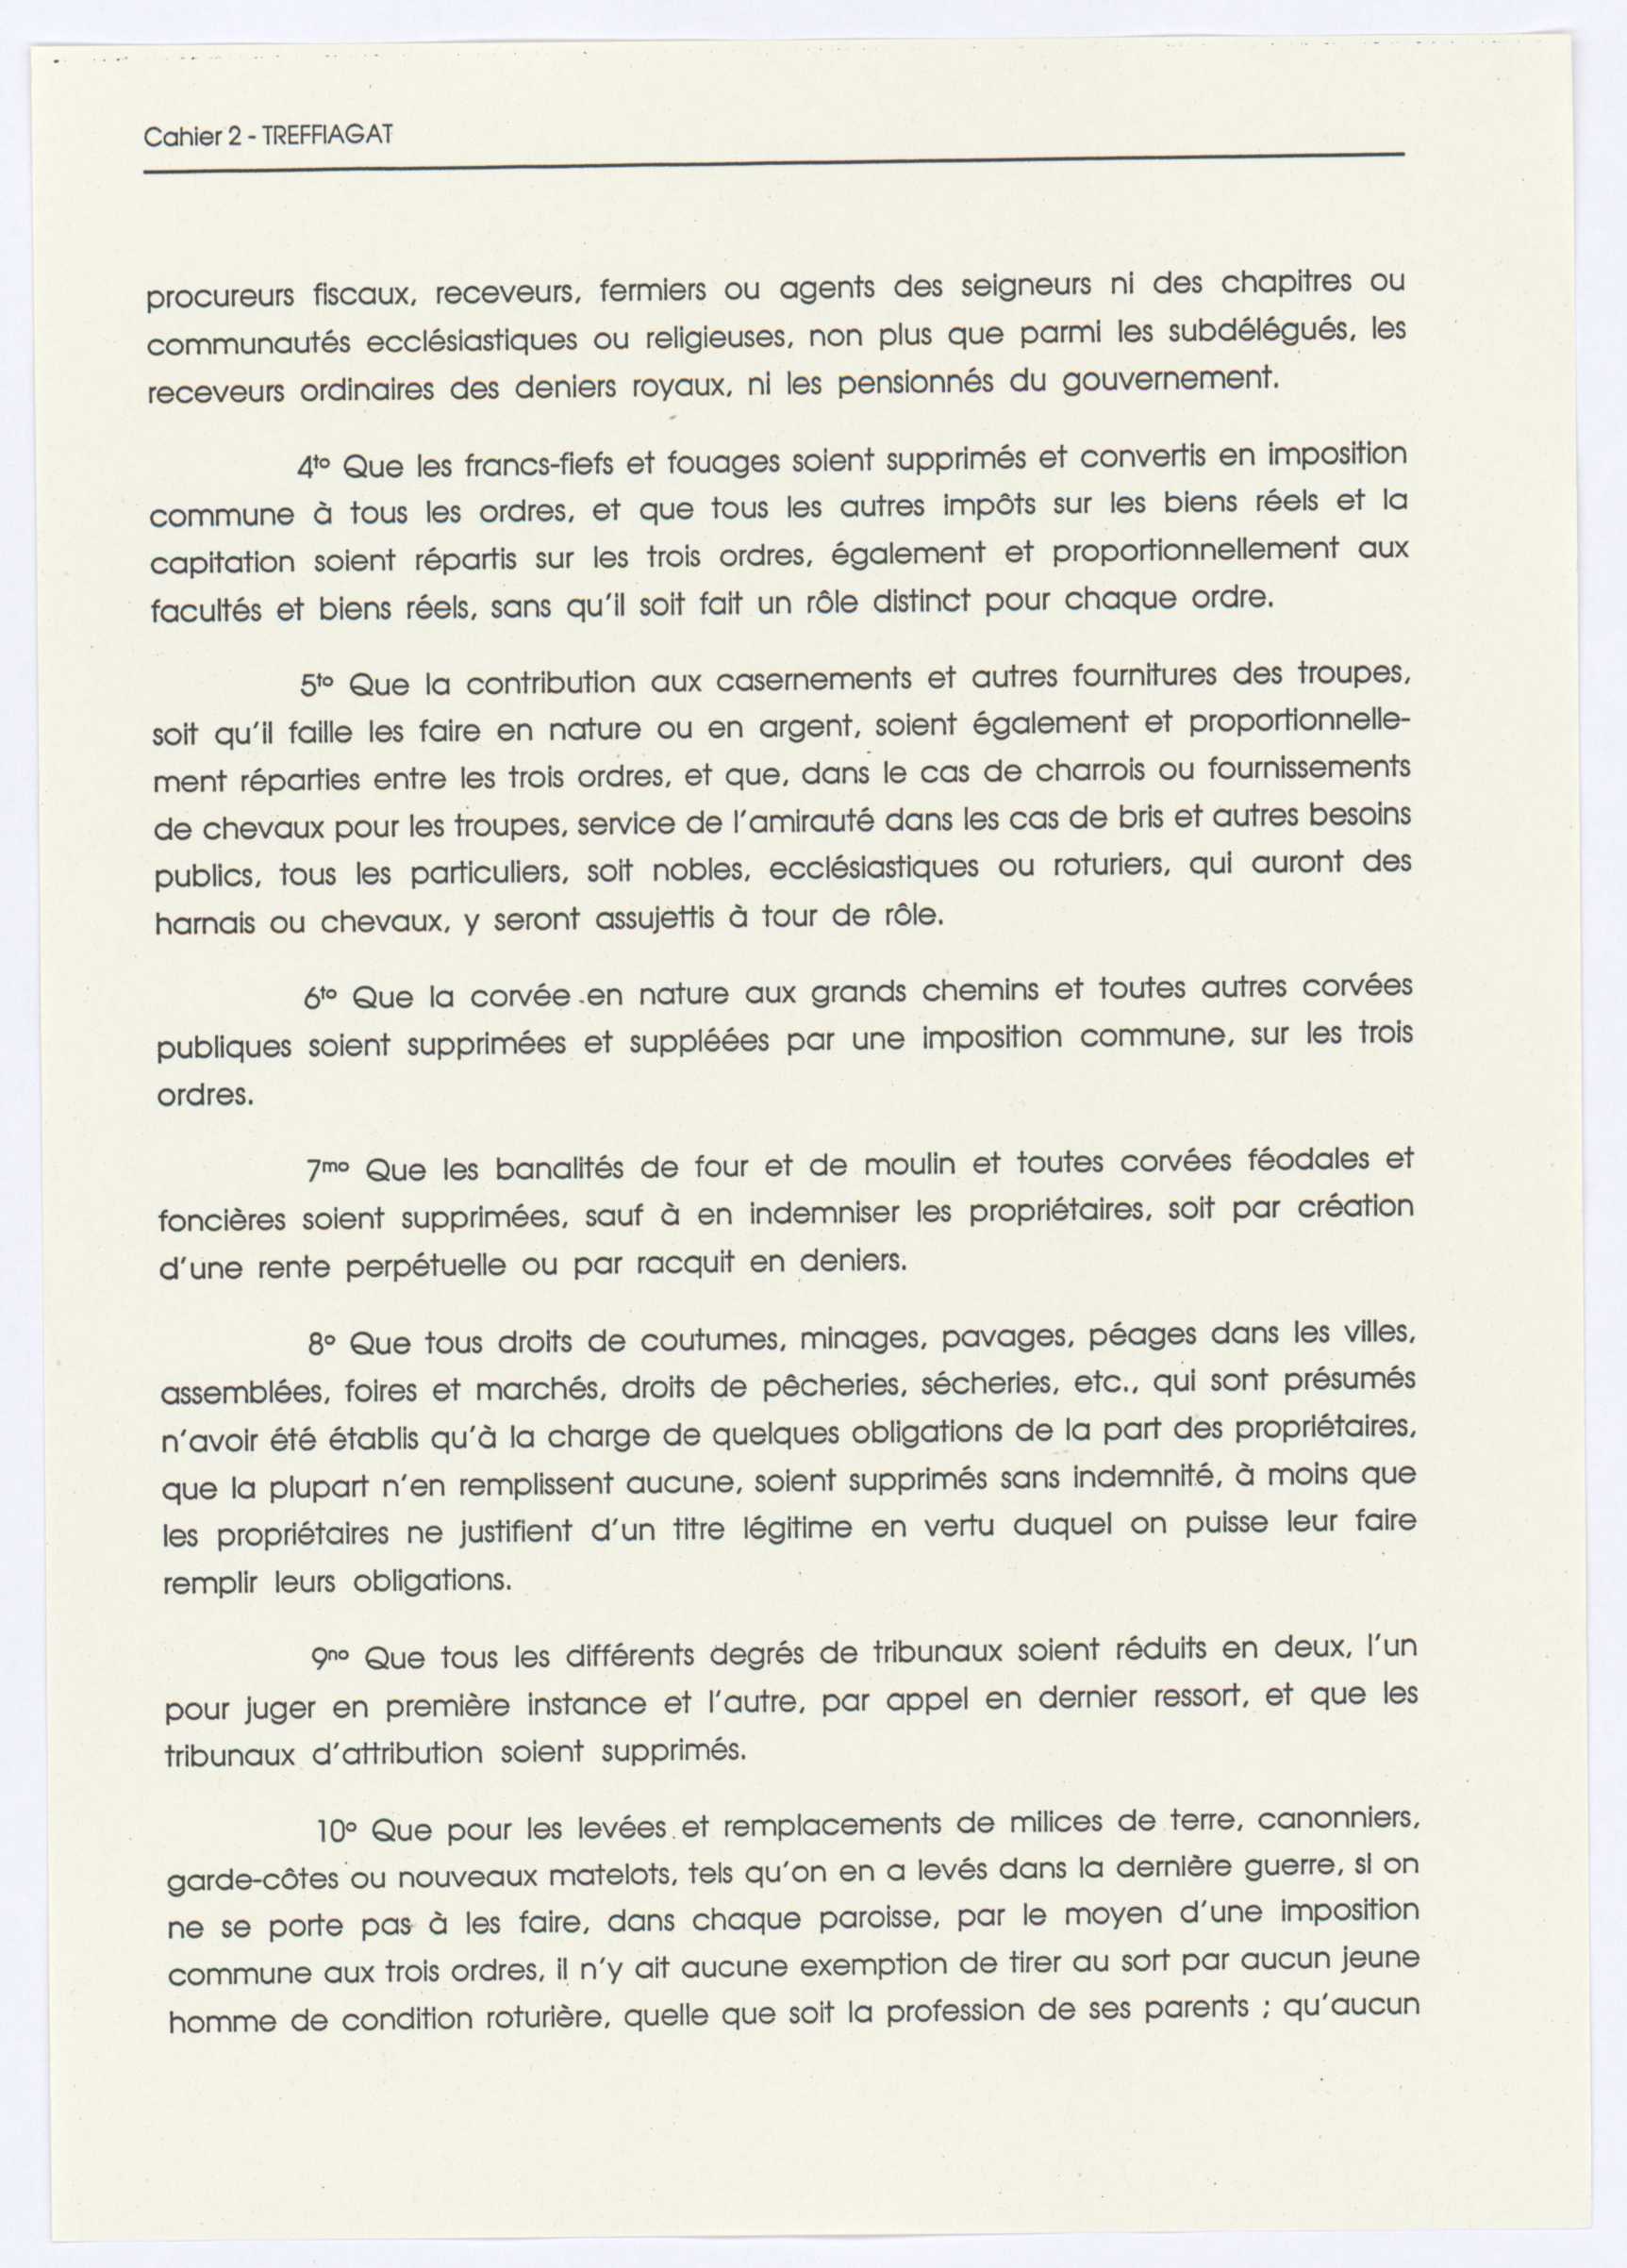 Cahier 2 - TREFFIAGAT
procureurs fiscaux, receveurs, fermiers ou agents des seigneurs ni des chapitres ou
communautés ecclésiastiques ou religieuses, non plus que parmi les subdélégués, les
receveurs ordinaires des deniers royaux, ni les pensionnés du gouvernement.
4to Que les francs-fiefs et fouages soient supprimés et convertis en imposition
commune à tous les ordres, et que tous les autres impôts sur les biens réels et la
capitation soient répartis sur les trois ordres, également et proportionnellement aux
facultés et biens réels, sans qu'il soit fait un rôle distinct pour chaque ordre.
5to Que la contribution aux casernements et autres fournitures des troupes,
soit qu'il faille les faire en nature ou en argent, soient également et proportionnelle-
ment réparties entre les trois ordres, et que, dans le cas de charrois ou fournissements
de chevaux pour les troupes, service de l'amirauté dans les cas de bris et autres besoins
publics, tous les particuliers, soit nobles, ecclésiastiques ou roturiers, qui auront des
harnais ou chevaux, y seront assujettis à tour de rôle.
6to Que la corvée en nature aux grands chemins et toutes autres corvées
publiques soient supprimées et suppléées par une imposition commune, sur les trois
ordres.
7mo Que les banalités de four et de moulin et toutes corvées féodales et
foncières soient supprimées, sauf à en indemniser les propriétaires, soit par création
d'une rente perpétuelle ou par racquit en deniers.
8o Que tous droits de coutumes, minages, pavages, péages dans les villes,
assemblées, foires et marchés, droits de pêcheries, sécheries, etc., qui sont présumés
n'avoir été établis qu'à la charge de quelques obligations de la part des propriétaires,
que la plupart n'en remplissent aucune, soient supprimés sans indemnité, à moins que
les propriétaires ne justifient d'un titre légitime en vertu duquel on puisse leur faire
remplir leurs obligations.
9no Que tous les différents degrés de tribunaux soient réduits en deux, l'un
pour juger en première instance et l'autre, par appel en dernier ressort, et que les
tribunaux d'attribution soient supprimés.
10o Que pour les levées et remplacements de milices de terre, canonniers,
garde-côtes ou nouveaux matelots, tels qu'on en a levés dans la dernière guerre, si on
ne se porte pas à les faire, dans chaque paroisse, par le moyen d'une imposition
commune aux trois ordres, il n'y ait aucune exemption de tirer au sort par aucun jeune
homme de condition roturière, quelle que soit la profession de ses parents ; qu'aucun